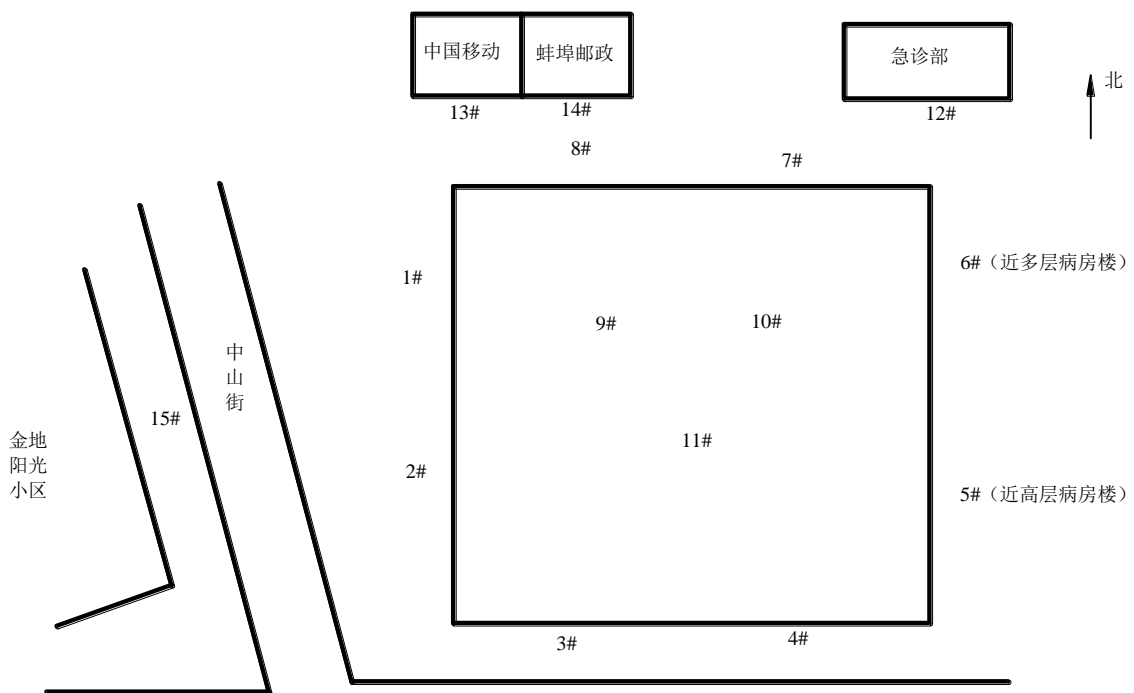 中国移动
蚌埠邮政
急诊部
北
13#
14#
12#
8#
7#
1#
6#（近多层病房楼）
9#
10#
中山街
15#
金地
阳光
小区
2#
11#
5#（近高层病房楼）
3#
4#